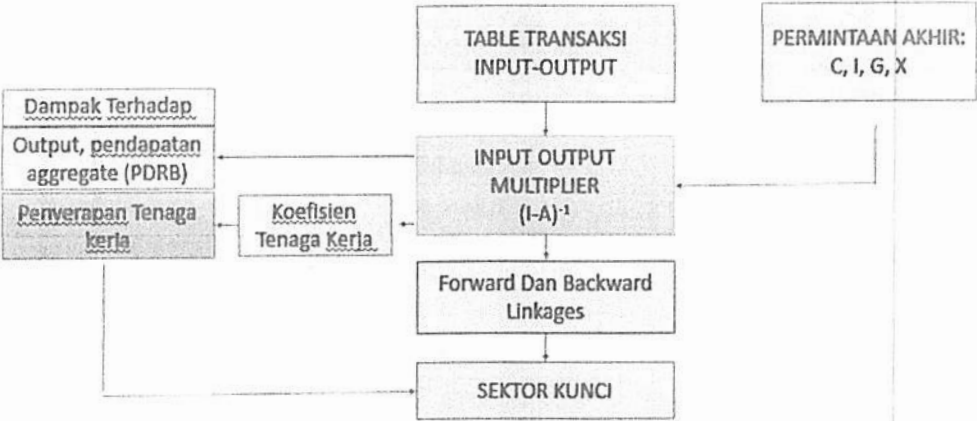 TABLE TRANSAKSI
INPUT-OUTPUT
PERMINTAAN AKHIR:
C, I, G, X
Dampak Terhadap
Output, pendapatan
aggregate (PDRB)
Penyerapan Tenaga
kerja
Koefisien
Tenaga Kerja
INPUT OUTPUT
MULTIPLIER
(I-A)⁻¹
Forward Dan Backward
Linkages
SEKTOR KUNCI